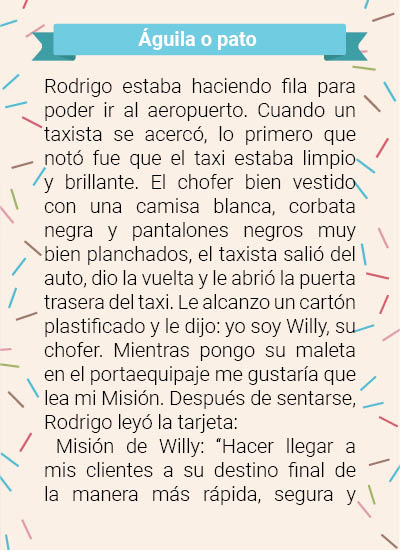 Águila o pato
Rodrigo estaba haciendo fila para
poder ir al aeropuerto. Cuando un
taxista se acercó, lo primero que
notó fue que el taxi estaba limpio
y brillante. El chofer bien vestido
con una camisa blanca, corbata
negra y pantalones negros muy
bien planchados, el taxista salió del
auto, dio la vuelta y le abrió la puerta
trasera del taxi. Le alcanzo un cartón
plastificado y le dijo: yo soy Willy, su
chofer. Mientras pongo su maleta
en el portaequipaje me gustaría que
lea mi Misión. Después de sentarse,
Rodrigo leyó la tarjeta:
Misión de Willy: “Hacer llegar a
mis clientes a su destino final de
la manera más rápida, segura y